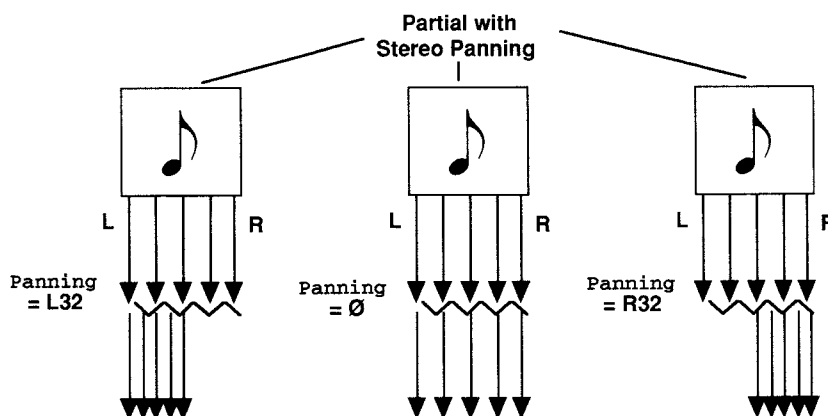 Partial with
Stereo Panning
L
R
L
R
L
Panning
= L32
Panning
= Ø
Panning
= R32